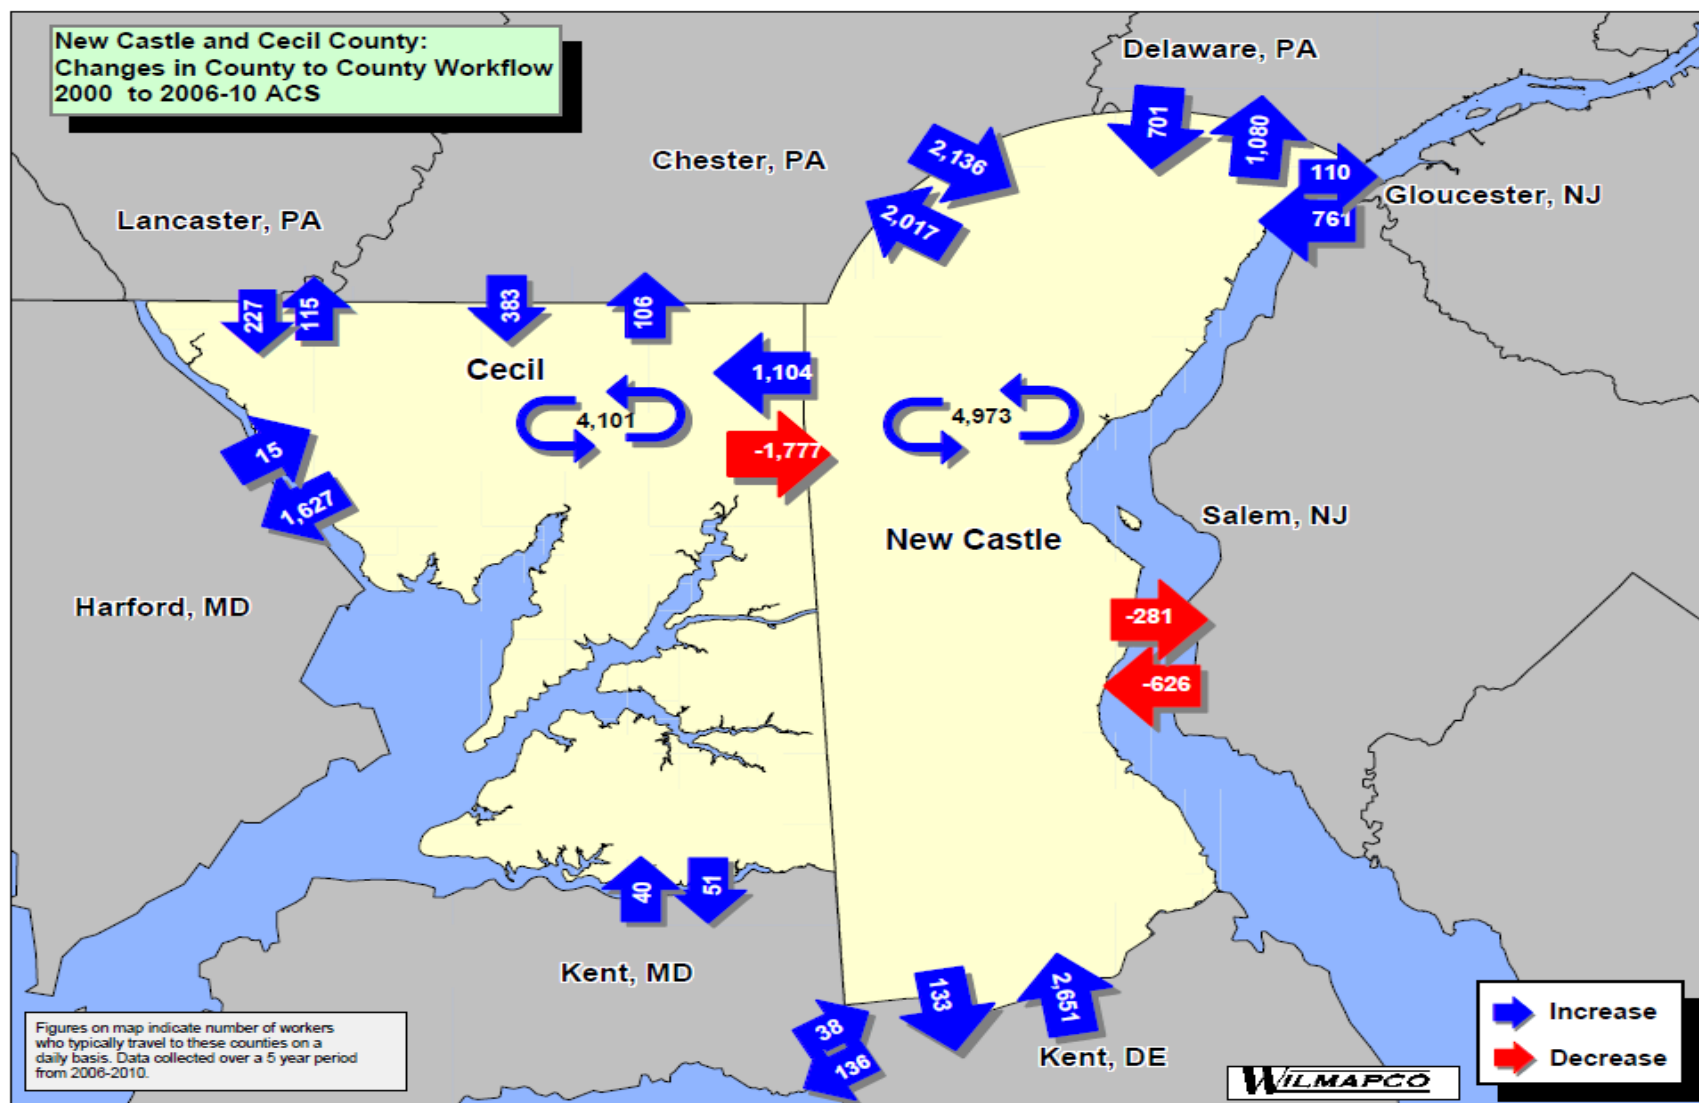 New Castle and Cecil County:
Changes in County to County Workflow
2000 to 2006-10 ACS
Delaware, PA
Chester, PA
Lancaster, PA
Gloucester, NJ
701
1,080
110
761
2,136
2,017
227
115
383
106
Cecil
1,104
4,101
4,973
-1,777
15
1,627
New Castle
Salem, NJ
Harford, MD
-281
-626
40
51
Kent, MD
133
2,651
38
136
Kent, DE
Figures on map indicate number of workers
who typically travel to these counties on a
daily basis. Data collected over a 5 year period
from 2006-2010.
Increase
Decrease
WILMAPCO